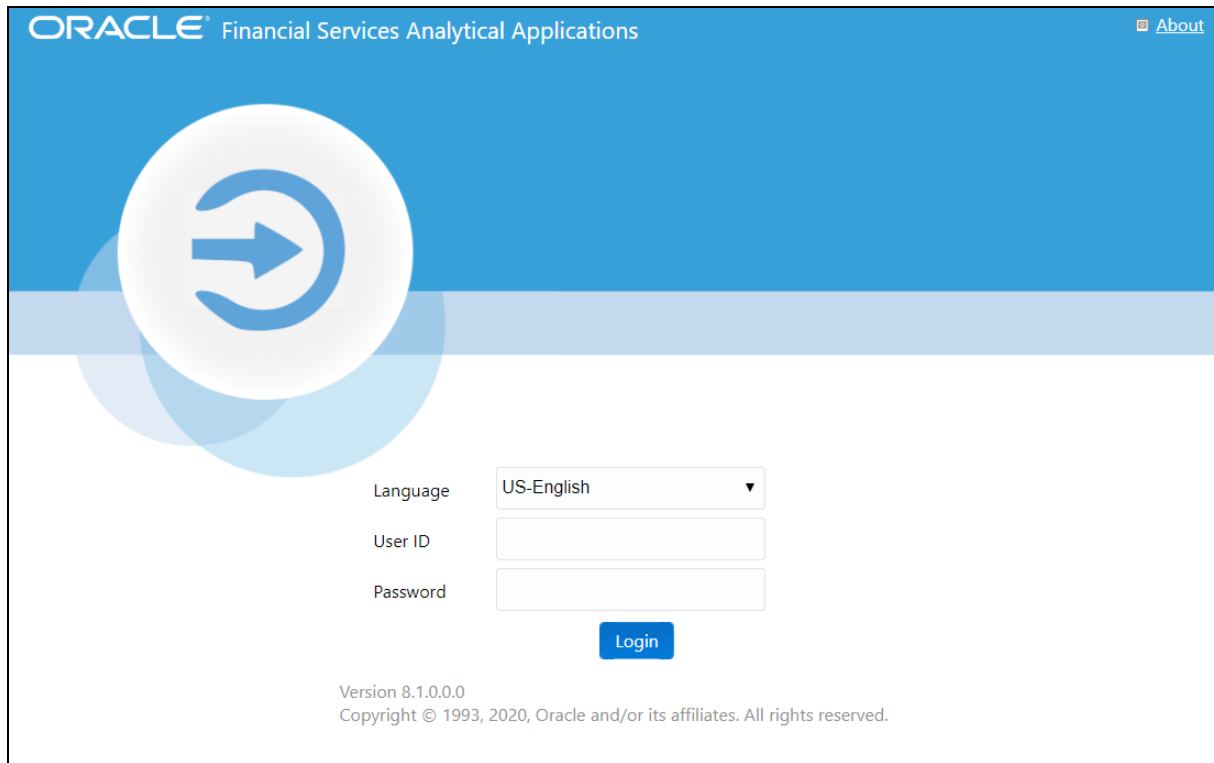 ORACLE® Financial Services Analytical Applications
About
Language US-English
User ID
Password
Login
Version 8.1.0.0.0
Copyright © 1993, 2020, Oracle and/or its affiliates. All rights reserved.